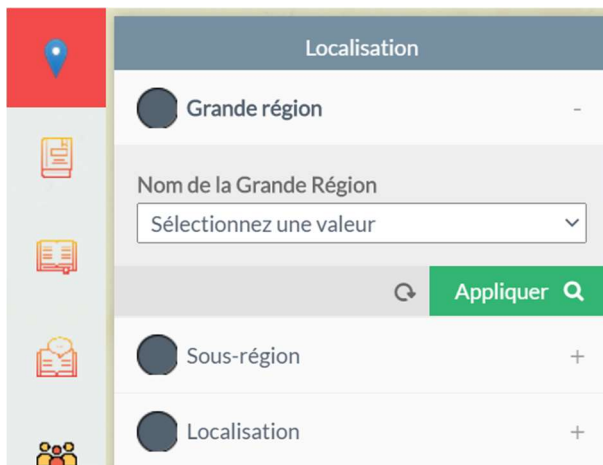 Localisation
Grande région -
Nom de la Grande Région
Sélectionnez une valeur
Appliquer
Sous-région +
Localisation +